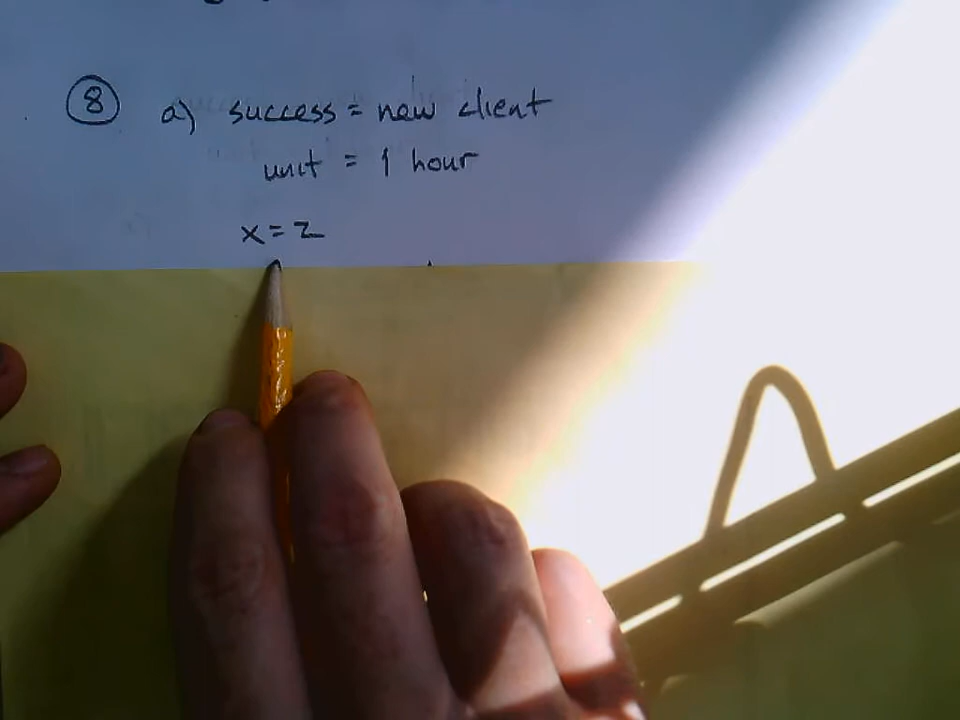 8 a) success = new client
unit = 1 hour
x = 2